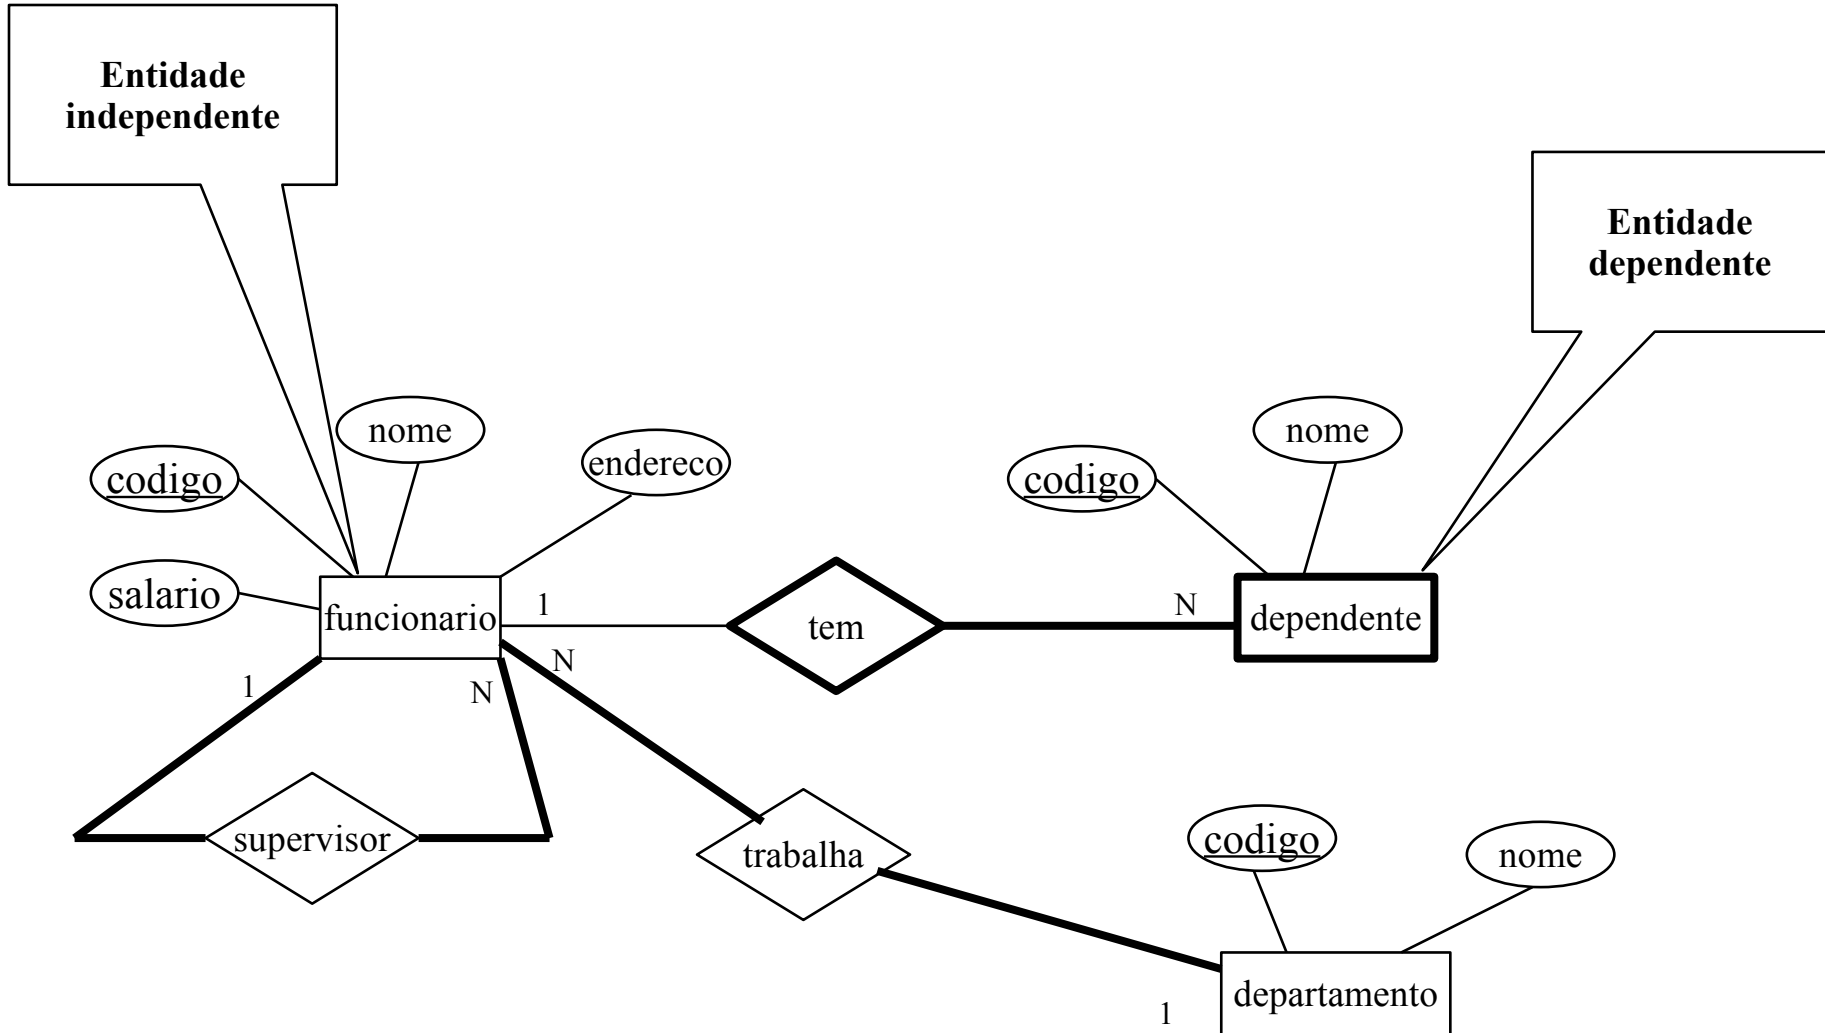 Entidade
independente
Entidade
dependente
nome
nome
endereco
codigo
codigo
salario
funcionario
1
tem
N
dependente
1
N
N
supervisor
trabalha
codigo
nome
departamento
1